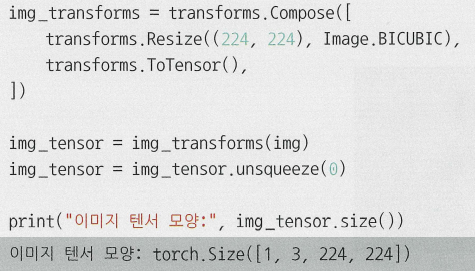 img_transforms = transforms.Compose([
    transforms.Resize((224, 224), Image.BICUBIC),
    transforms.ToTensor(),
])

img_tensor = img_transforms(img)
img_tensor = img_tensor.unsqueeze(0)

print("이미지 텐서 모양:", img_tensor.size())
이미지 텐서 모양: torch.Size([1, 3, 224, 224])